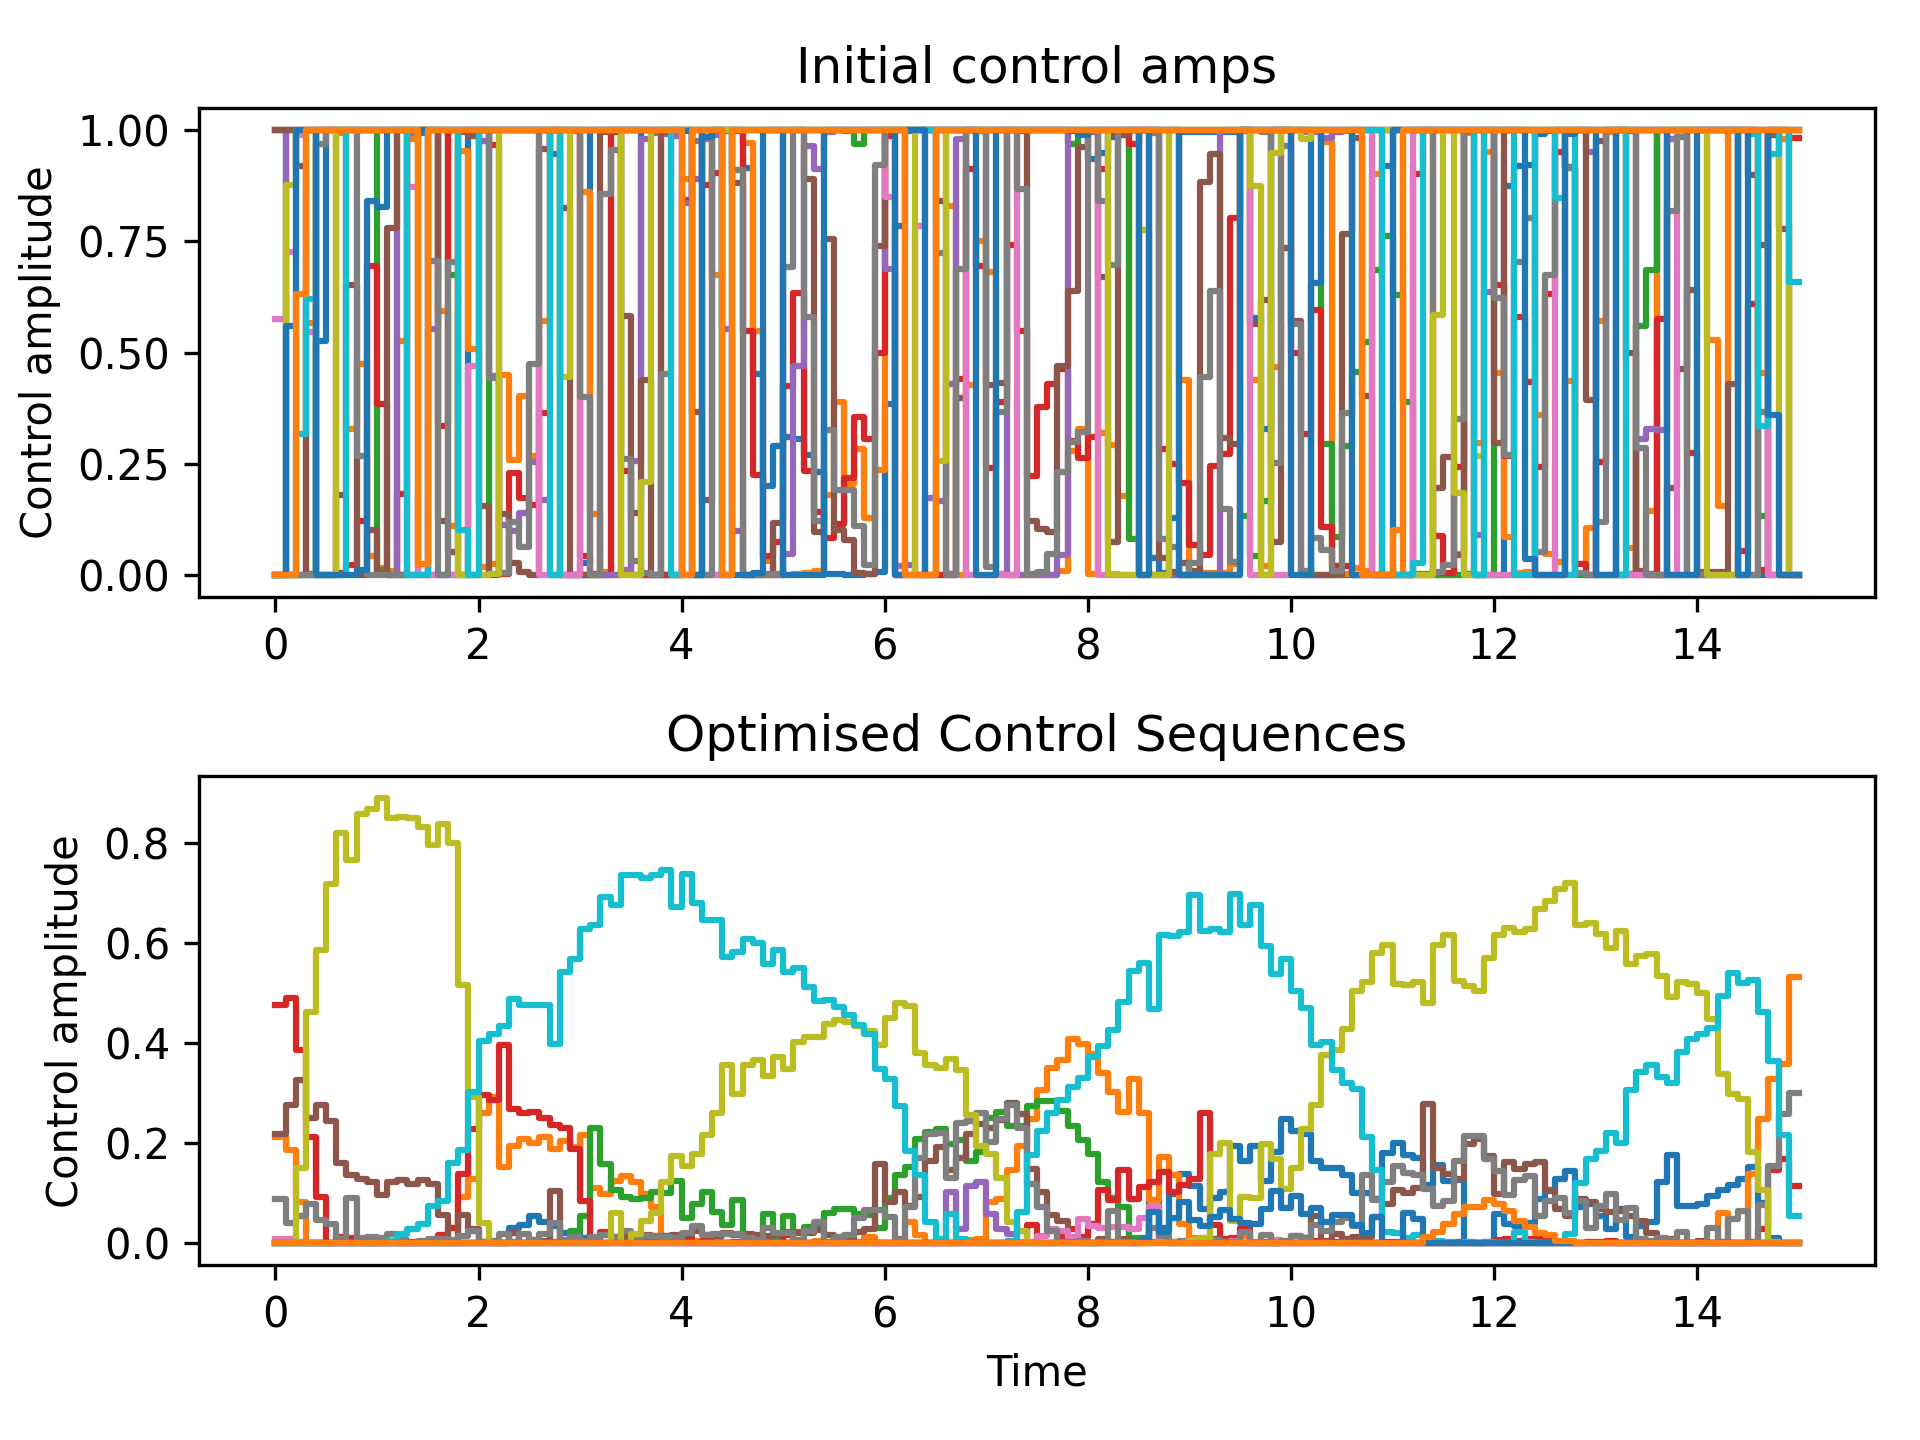 Initial control amps
Control amplitude
1.00
0.75
0.50
0.25
0.00
0 2 4 6 8 10 12 14
Optimised Control Sequences
Control amplitude
0.8
0.6
0.4
0.2
0.0
0 2 4 6 8 10 12 14
Time